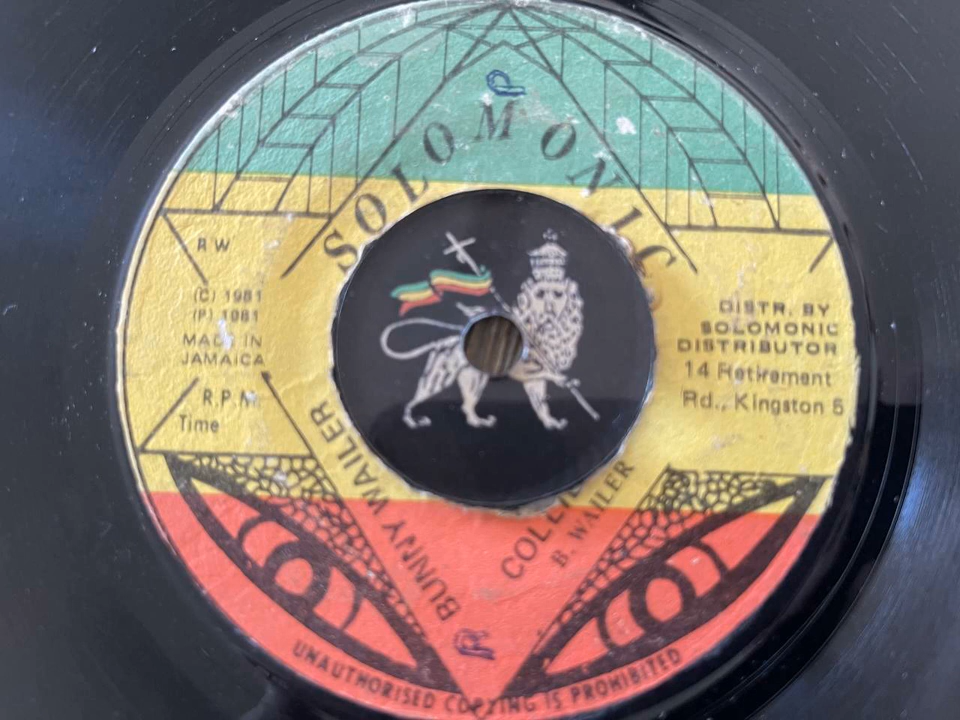 SOLOMONIC
RW
(C) 1981
(P) 1981
MADE IN
JAMAICA
R.P.M.
Time
DISTR. BY
SOLOMONIC
DISTRIBUTOR
14 Retirement
Rd., Kingston 5
BUNNY WAILER
B. WAILER
UNAUTHORISED COPZING IS PROHIBITED